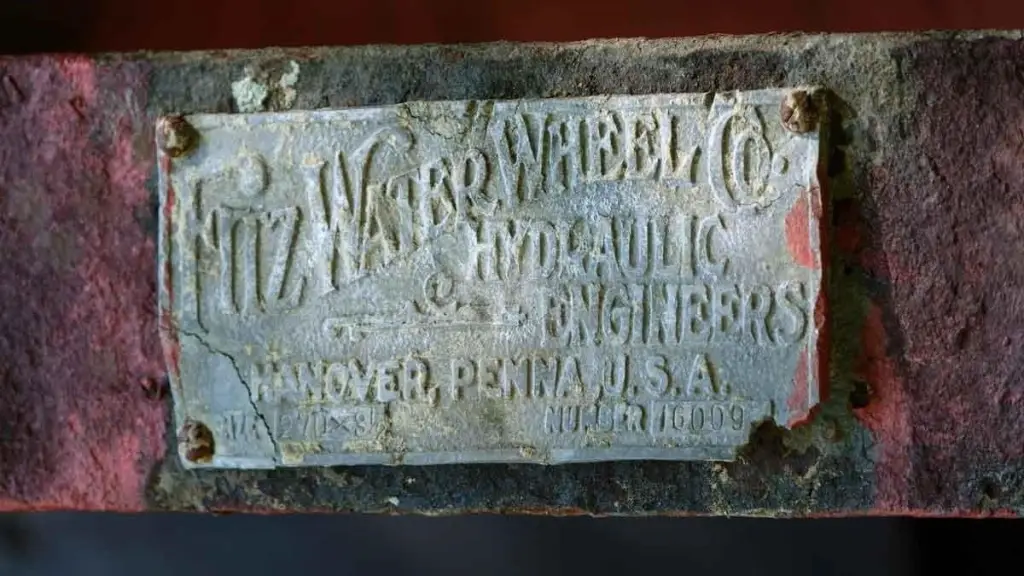 FITZ WATER WHEEL CO.
HYDRAULIC
ENGINEERS
HANOVER, PENNA., U.S.A.
NUMBER 16009